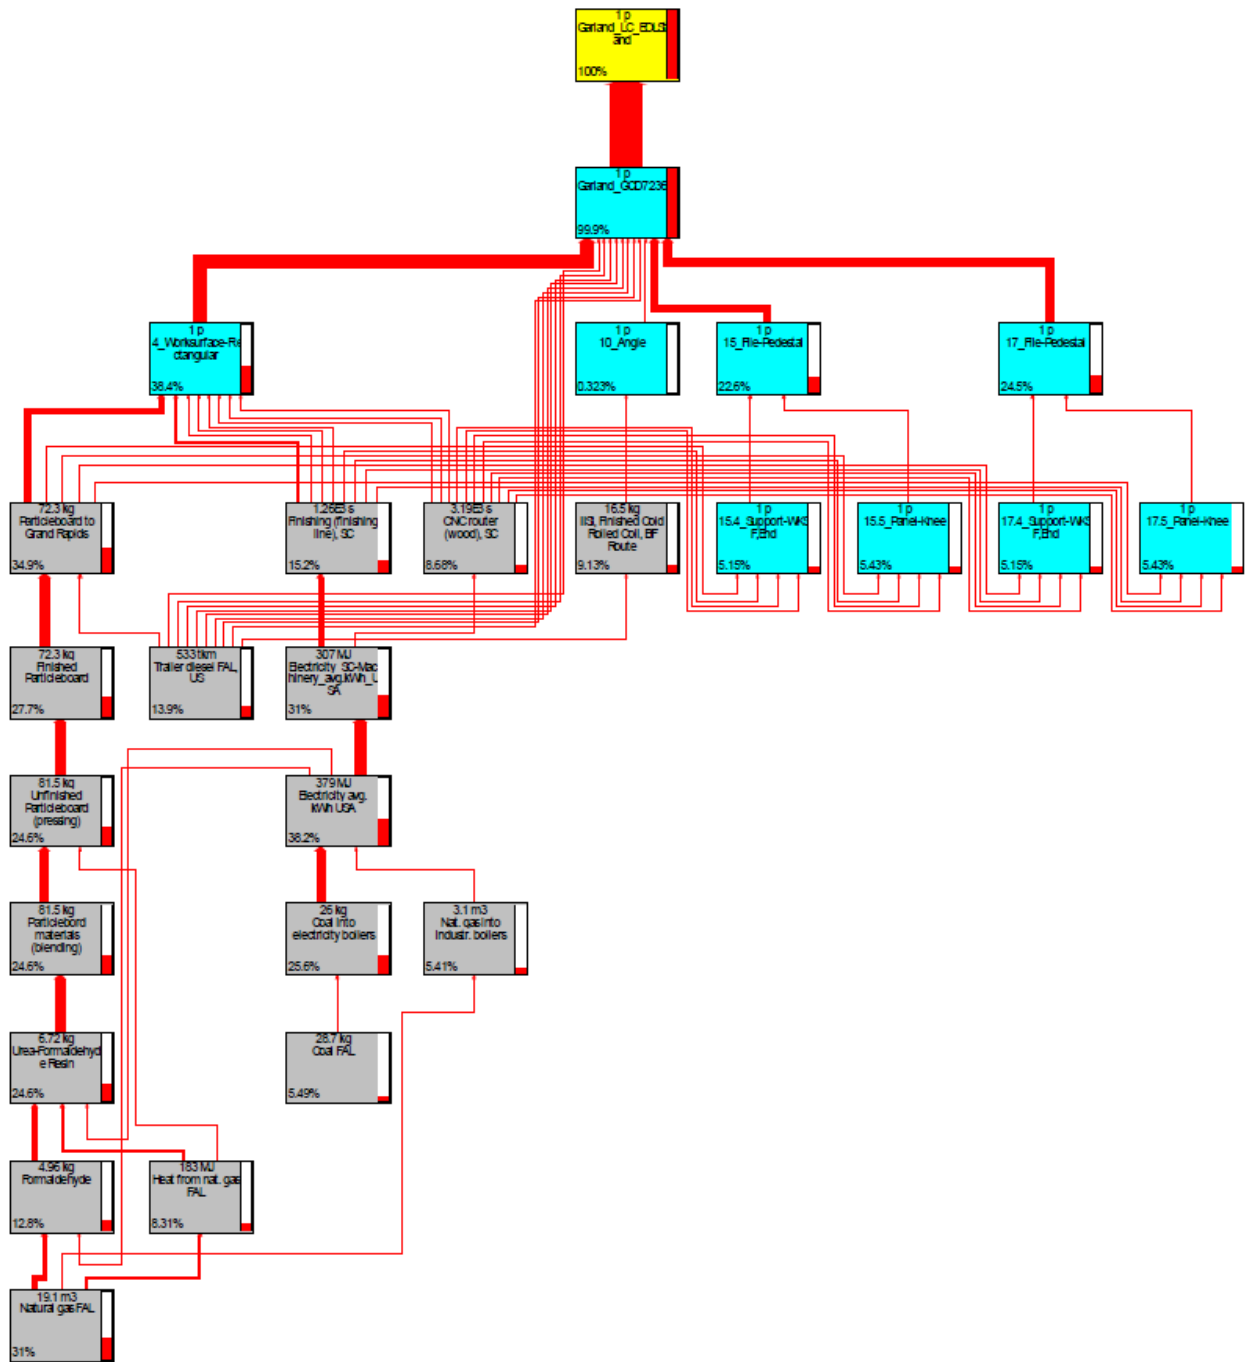 1 p
Garland_LC_EOLSt
and
100%
1 p
Garland_GCD7236
99.9%
1 p
4_Worksurface-Re
ctangular
38.4%
1 p
10_Angle
0.323%
1 p
15_File-Pedestal
22.6%
1 p
17_File-Pedestal
24.5%
72.3 kg
Particleboard to
Grand Rapids
34.9%
1.26E3 s
Finishing (finishing
line), SC
15.2%
3.19E3 s
CNC router
(wood), SC
8.68%
16.5 kg
IISI, Finished Cold
Rolled Coil, BF
Route
9.13%
1 p
15.4_Support-WKS
F,End
5.15%
1 p
15.5_Panel-Knee
5.43%
1 p
17.4_Support-WKS
F,End
5.15%
1 p
17.5_Panel-Knee
5.43%
72.3 kg
Finished
Particleboard
27.7%
533 tkm
Trailer diesel FAL,
US
13.9%
307 MJ
Electricity_SC-Mac
hinery_avg.kWh_U
SA
31%
81.5 kg
Unfinished
Particleboard
(pressing)
24.6%
379 MJ
Electricity avg.
kWh USA
38.2%
81.5 kg
Particlebord
materials
(blending)
24.6%
26 kg
Coal into
electricity boilers
25.6%
3.1 m3
Nat. gas into
industr. boilers
5.41%
6.72 kg
Urea-Formaldehyd
e Resin
24.6%
28.7 kg
Coal FAL
5.49%
4.96 kg
Formaldehyde
12.8%
183 MJ
Heat from nat. gas
FAL
8.31%
19.1 m3
Natural gas FAL
31%